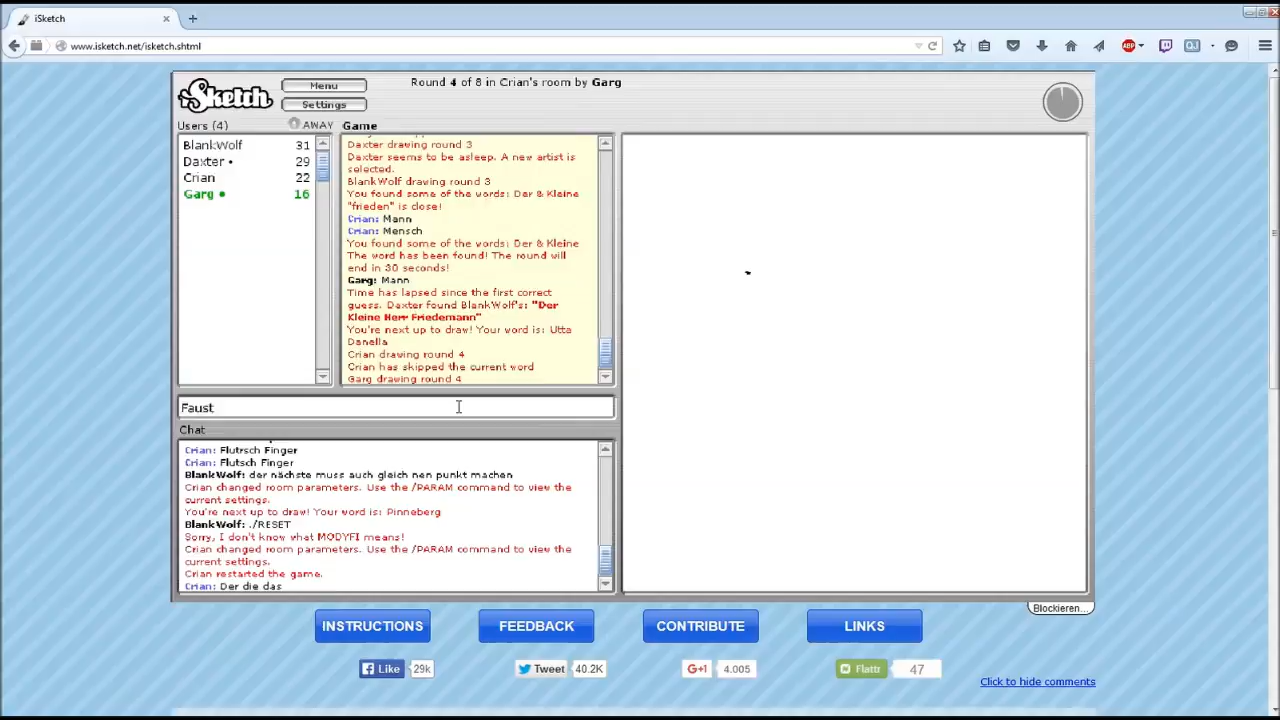 iSketch
www.isketch.net/isketch.shtml
ABP
iSketch
Menu
Settings
Round 4 of 8 in Crian's room by Garg
Users (4)
AWAY
Game
BlankWolf 31
Daxter • 29
Crian 22
Garg • 16
Daxter drawing round 3
Daxter seems to be asleep. A new artist is
selected.
BlankWolf drawing round 3
You found some of the words: Der & Kleine
"frieden" is close!
Crian: Mann
Crian: Mensch
You found some of the words: Der & Kleine
The word has been found! The round will
end in 30 seconds!
Garg: Mann
Time has lapsed since the first correct
guess. Daxter found BlankWolf's: "Der
Kleine Herr Friedemann"
You're next up to draw! Your word is: Utta
Danella
Crian drawing round 4
Crian has skipped the current word
Garg drawing round 4
Faust
Chat
Crian: Flutrsch Finger
Crian: Flutsch Finger
BlankWolf: der nächste muss auch gleich nen punkt machen
Crian changed room parameters. Use the /PARAM command to view the
current settings.
You're next up to draw! Your word is: Pinneberg
BlankWolf: ./RESET
Sorry, I don't know what MODYFI means!
Crian changed room parameters. Use the /PARAM command to view the
current settings.
Crian restarted the game.
Crian: Der die das
Blockieren...
INSTRUCTIONS
FEEDBACK
CONTRIBUTE
LINKS
Like 29k
Tweet 40.2K
G+1 4.005
Flattr 47
Click to hide comments